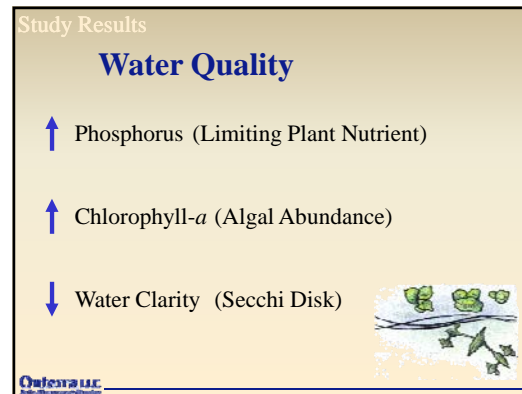 Study Results
Water Quality
Phosphorus (Limiting Plant Nutrient)
Chlorophyll-a (Algal Abundance)
Water Clarity (Secchi Disk)